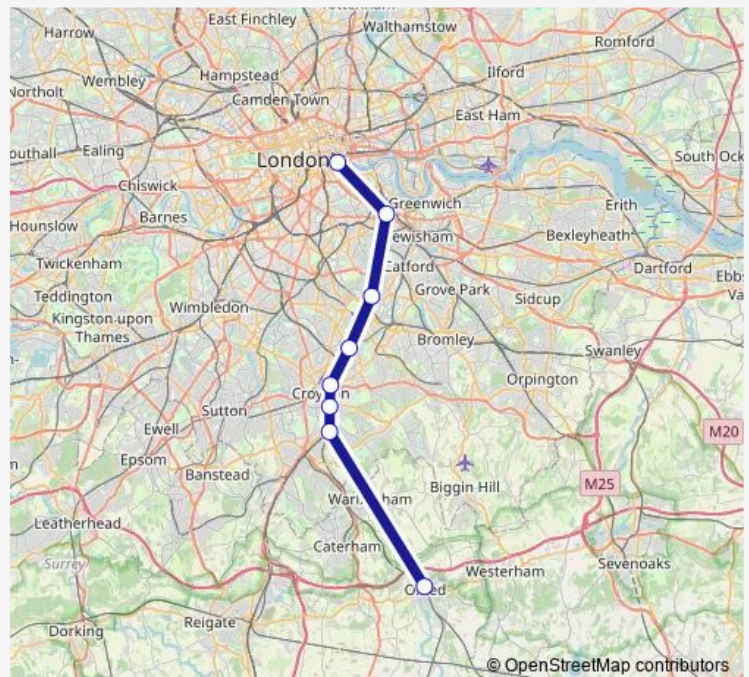 East Finchley
Walthamstow
Harrow
Romford
Hampstead
Wembley
Ilford
Northolt
Camden Town
East Ham
outhall
Ealing
London
South Ock
Chiswick
Greenwich
Erith
Barnes
Hounslow
ewisham
Bexleyheath
Twickenham
Catford
Dartford
Ebb
Grove Park
Va
Teddington
Sidcup
Wimbledon
Kingston upon
Thames
Bromley
Swanley
Orpington
Sutton
Ewell
M20
Epsom
Banstead
Biggin Hill
M25
Leatherhead
Caterham
Surrey
Westerham
Sevenoaks
Reigate
Dorking
© OpenStreetMap contributors